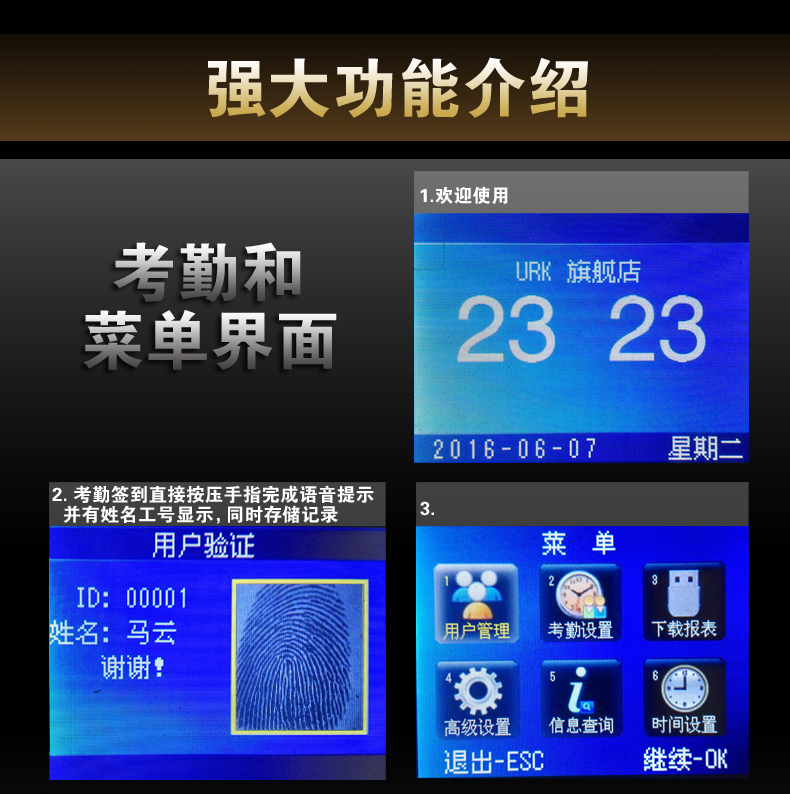 强大功能介绍
考勤和
菜单界面
1.欢迎使用
URK 旗舰店
23 23
2016-06-07 星期二
2. 考勤签到直接按压手指完成语音提示
并有姓名工号显示, 同时存储记录
用户验证
ID: 00001
姓名: 马云
谢谢!
3.
菜 单
1 用户管理
2 考勤设置
3 下载报表
4 高级设置
5 信息查询
6 时间设置
退出-ESC 继续-OK